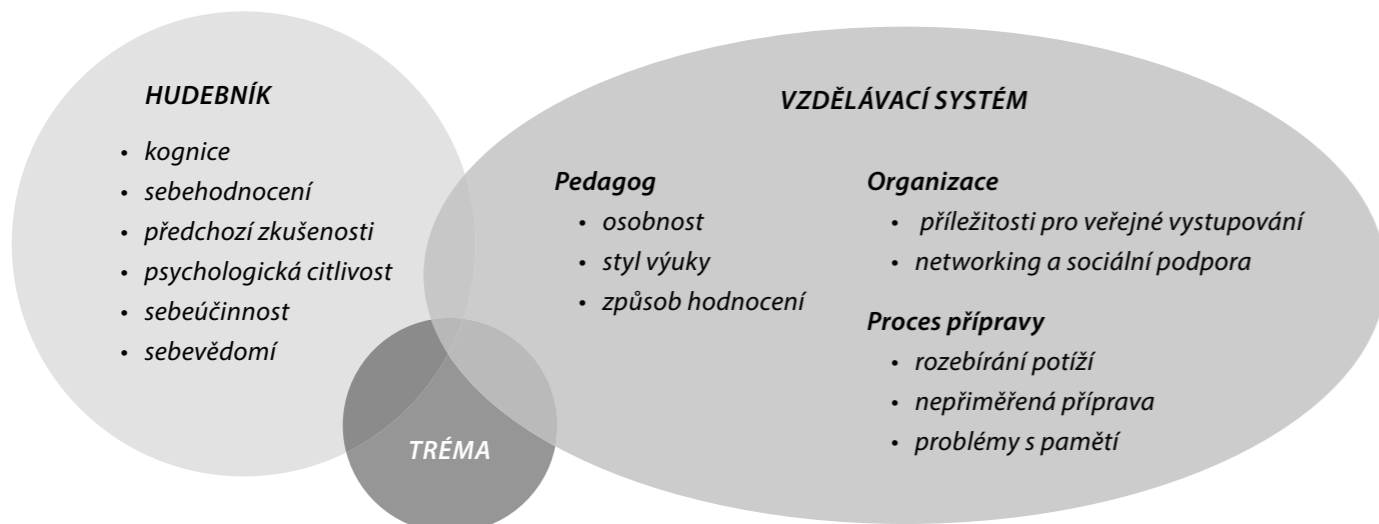 HUDEBNÍK
• kognice
• sebehodnocení
• předchozí zkušenosti
• psychologická citlivost
• sebeúčinnost
• sebevědomí
VZDĚLÁVACÍ SYSTÉM
Pedagog
• osobnost
• styl výuky
• způsob hodnocení
Organizace
• příležitosti pro veřejné vystupování
• networking a sociální podpora
Proces přípravy
• rozebírání potíží
• nepřiměřená příprava
• problémy s pamětí
TRÉMA